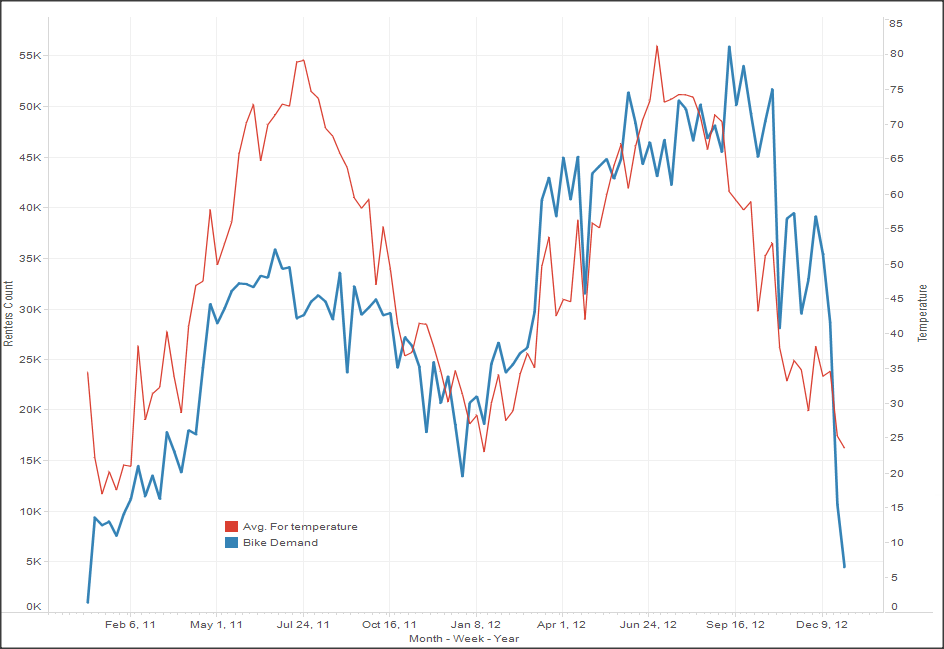 55K
50K
45K
40K
35K
30K
25K
20K
15K
10K
5K
0K
Renters Count
85
80
75
70
65
60
55
50
45
40
35
30
25
20
15
10
5
0
Temperature
Avg. For temperature
Bike Demand
Feb 6, 11 May 1, 11 Jul 24, 11 Oct 16, 11 Jan 8, 12 Apr 1, 12 Jun 24, 12 Sep 16, 12 Dec 9, 12
Month - Week - Year